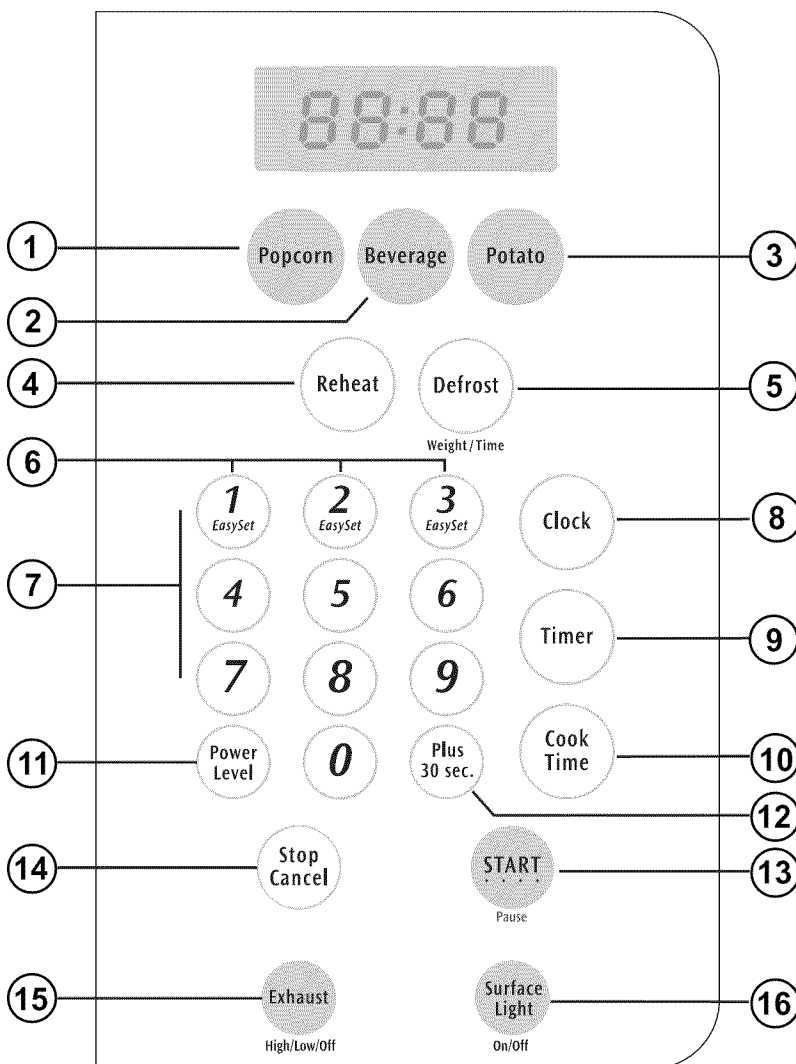 88:88
1
Popcorn
Beverage
Potato
3
2
4
Reheat
Defrost
5
Weight/Time
6
1
EasySet
2
EasySet
3
EasySet
Clock
8
7
4
5
6
Timer
9
7
8
9
11
Power
Level
0
Plus
30 sec.
Cook
Time
10
12
14
Stop
Cancel
START
13
Pause
15
Exhaust
High/Low/Off
Surface
Light
On/Off
16